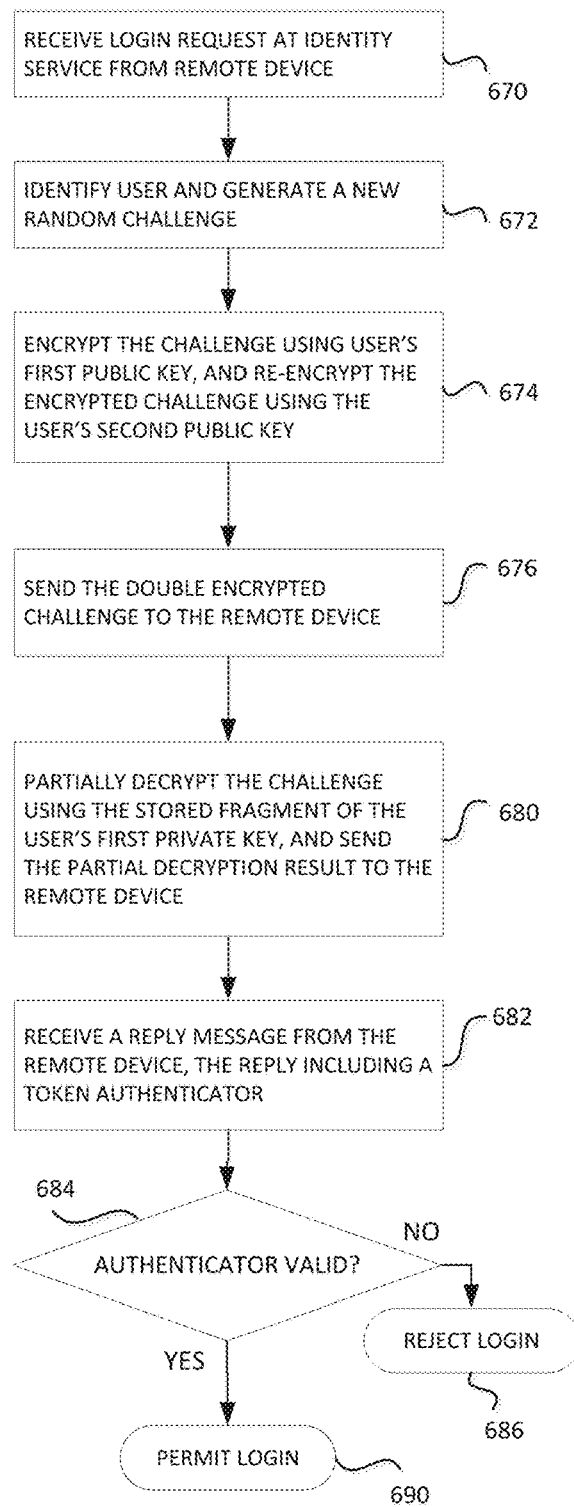 RECEIVE LOGIN REQUEST AT IDENTITY
SERVICE FROM REMOTE DEVICE
670
IDENTIFY USER AND GENERATE A NEW
RANDOM CHALLENGE
672
ENCRYPT THE CHALLENGE USING USER'S
FIRST PUBLIC KEY, AND RE-ENCRYPT THE
ENCRYPTED CHALLENGE USING THE
USER'S SECOND PUBLIC KEY
674
676
SEND THE DOUBLE ENCRYPTED
CHALLENGE TO THE REMOTE DEVICE
PARTIALLY DECRYPT THE CHALLENGE
USING THE STORED FRAGMENT OF THE
USER'S FIRST PRIVATE KEY, AND SEND
THE PARTIAL DECRYPTION RESULT TO THE
REMOTE DEVICE
680
682
RECEIVE A REPLY MESSAGE FROM THE
REMOTE DEVICE, THE REPLY INCLUDING A
TOKEN AUTHENTICATOR
684
NO
AUTHENTICATOR VALID?
REJECT LOGIN
YES
686
PERMIT LOGIN
690